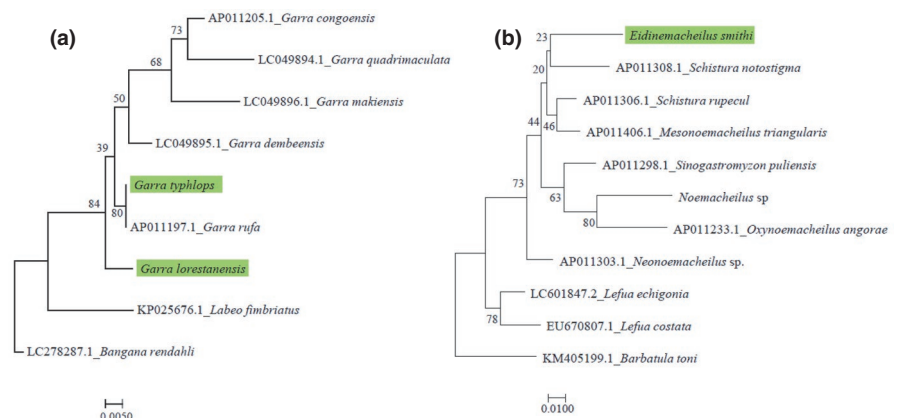 (a)
AP011205.1_Garra congoensis
73
LC049894.1_Garra quadrimaculata
68
LC049896.1_Garra makiensis
50
LC049895.1_Garra dembeensis
39
Garra typhlops
84
80
AP011197.1_Garra rufa
Garra lorestanensis
KP025676.1_Labeo fimbriatus
LC278287.1_Bangana rendahli
0.0050
(b)
23
Eidinemacheilus smithi
20
AP011308.1_Schistura notostigma
AP011306.1_Schistura rupecul
44
46
AP011406.1_Mesonoemacheilus triangularis
AP011298.1_Sinogastromyzon puliensis
73
63
Noemacheilus sp
80
AP011233.1_Oxynoemacheilus angorae
AP011303.1_Neonoemacheilus sp.
LC601847.2_Lefua echigonia
78
EU670807.1_Lefua costata
KM405199.1_Barbatula toni
0.0100